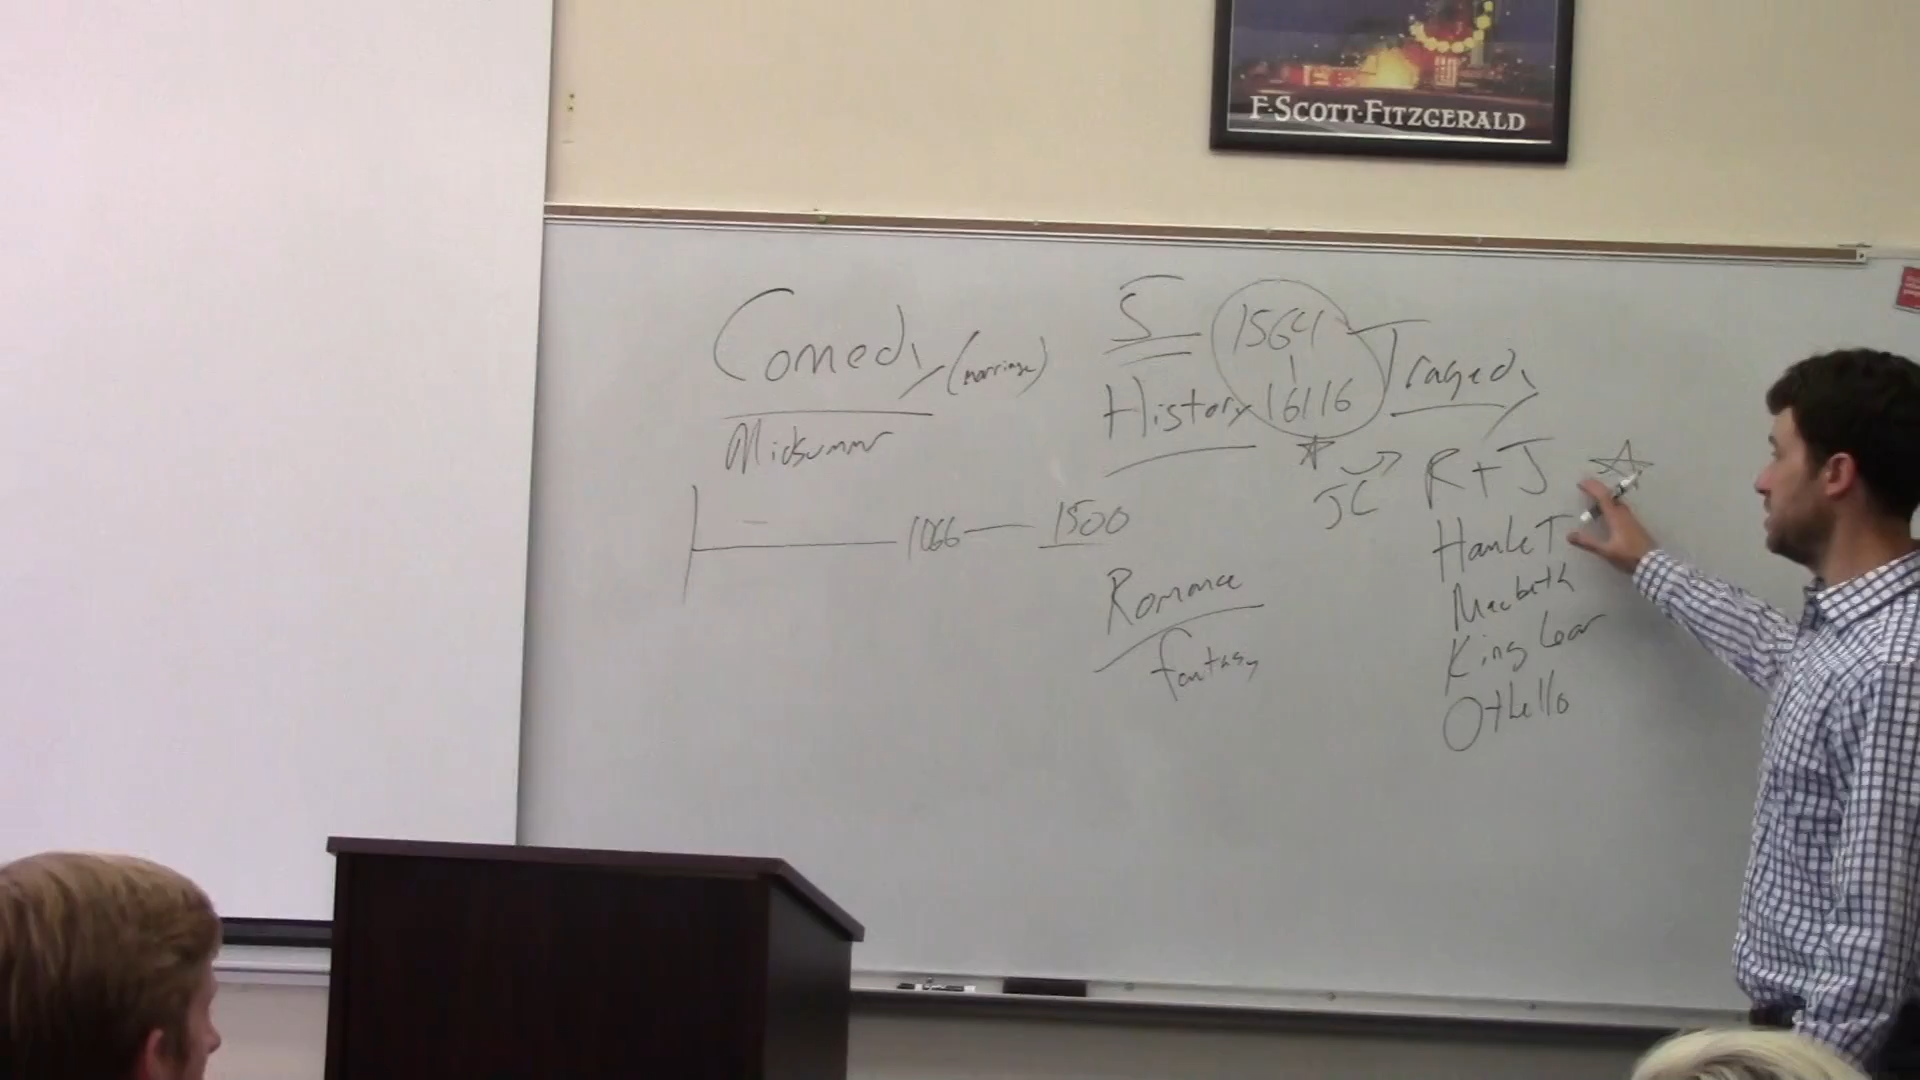 F·SCOTT·FITZGERALD
Comedy (marriage)
Midsummer
S
1564
1616
History
Tragedy
JC
R+J
Hamlet
Macbeth
King Lear
Othello
1066 — 1500
Romance
fantasy